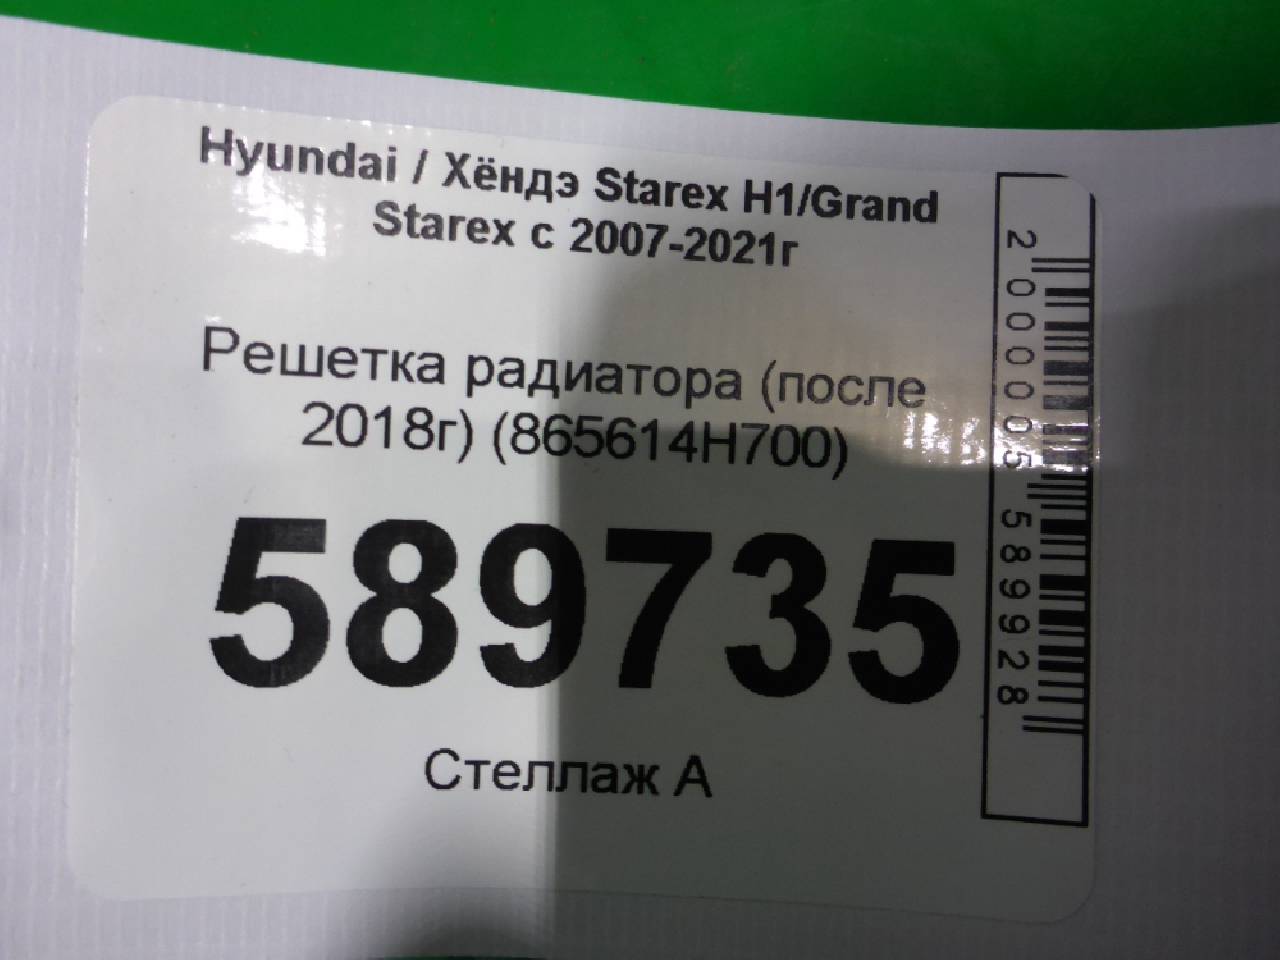 Hyundai / Хёндэ Starex H1/Grand
Starex с 2007-2021г
Решетка радиатора (после
2018г) (865614H700)
589735
Стеллаж А
2000005589928